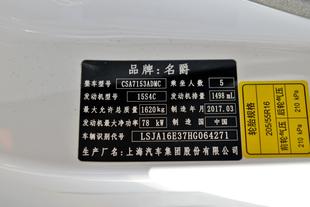 品牌：名爵
整车型号 CSA7153ADMC 乘坐人数 5
发动机型号 15S4C 发动机排量 1498 mL
最大允许总质量 1620kg 制造年月 2017.03
发动机最大净功率 78 kW 制造国 中国
车辆识别代号 LSJA16E37HG064271
生产厂名：上海汽车集团股份有限公司
轮胎规格 前轮气压 后轮气压
205/55R16 210 kPa 210 kPa